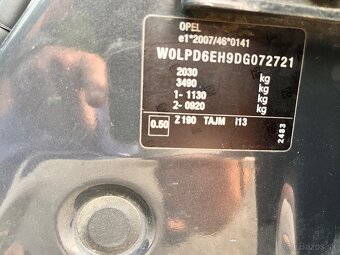 OPEL
e1*2007/46*0141
W0LPD6EH9DG072721
2030 kg
3490 kg
1- 1130 kg
2- 0920 kg
0.50 Z190 TAJM I13
2483